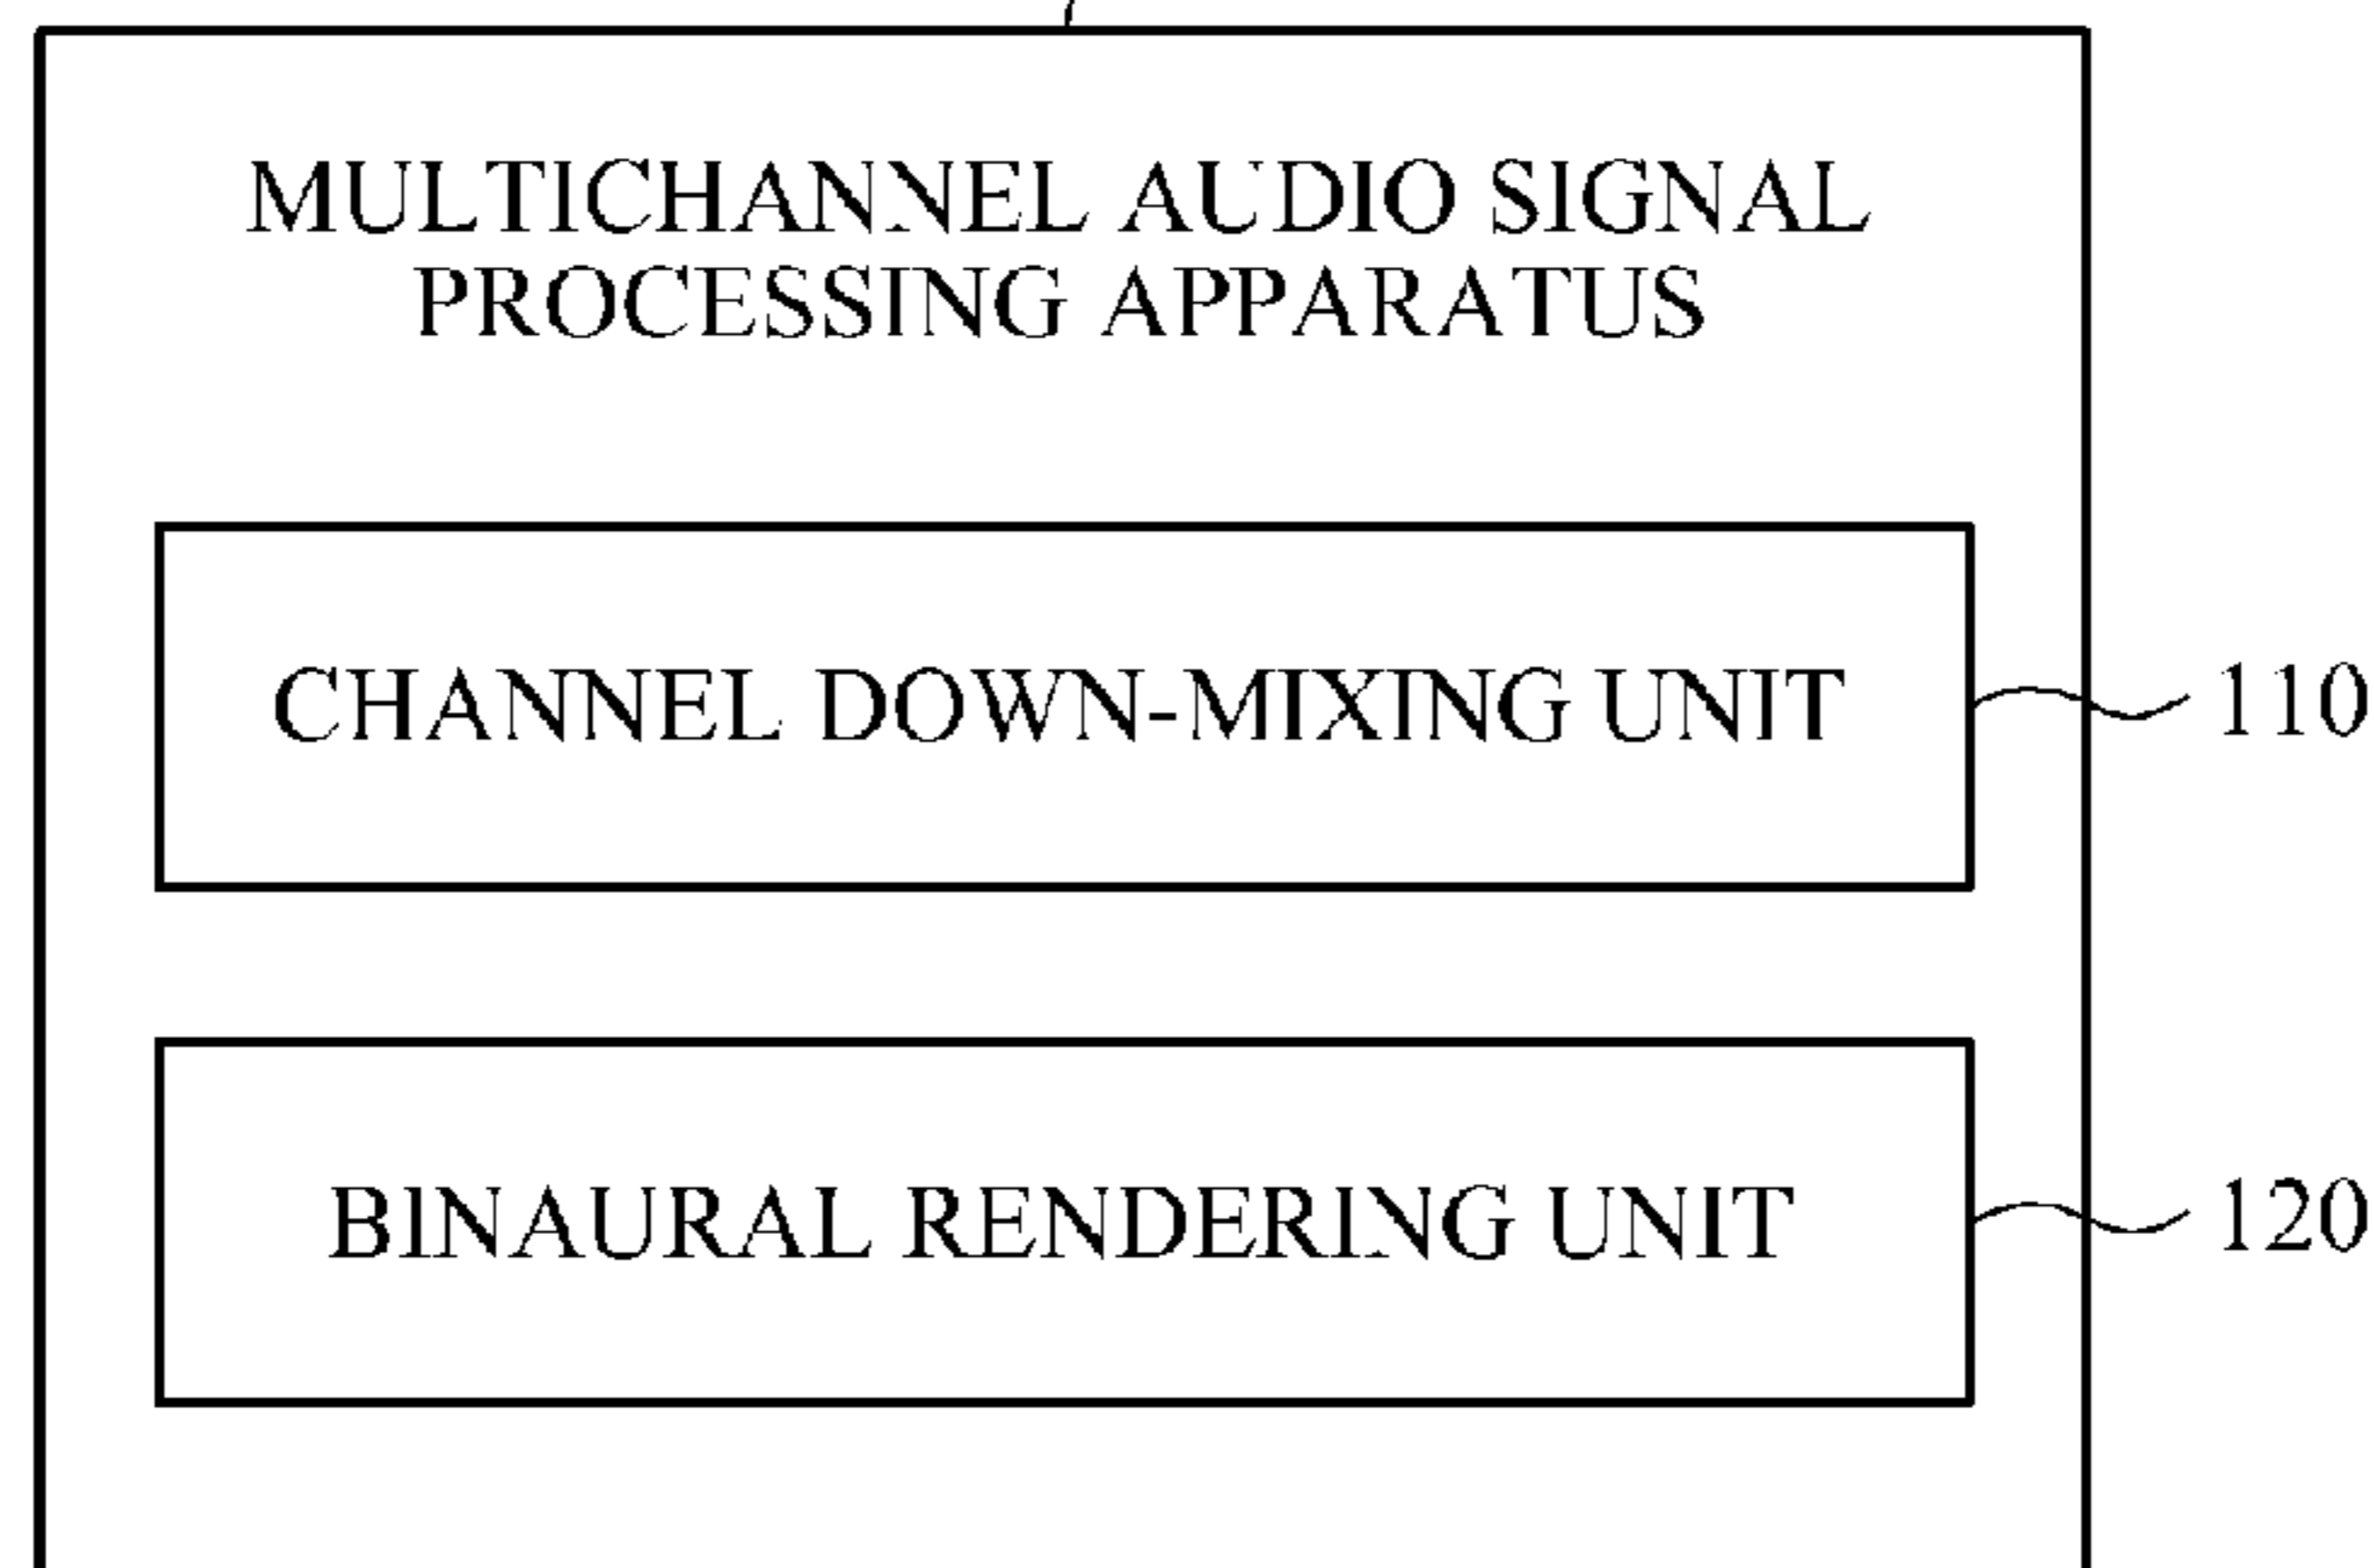 MULTICHANNEL AUDIO SIGNAL
PROCESSING APPARATUS
CHANNEL DOWN-MIXING UNIT
110
BINAURAL RENDERING UNIT
120